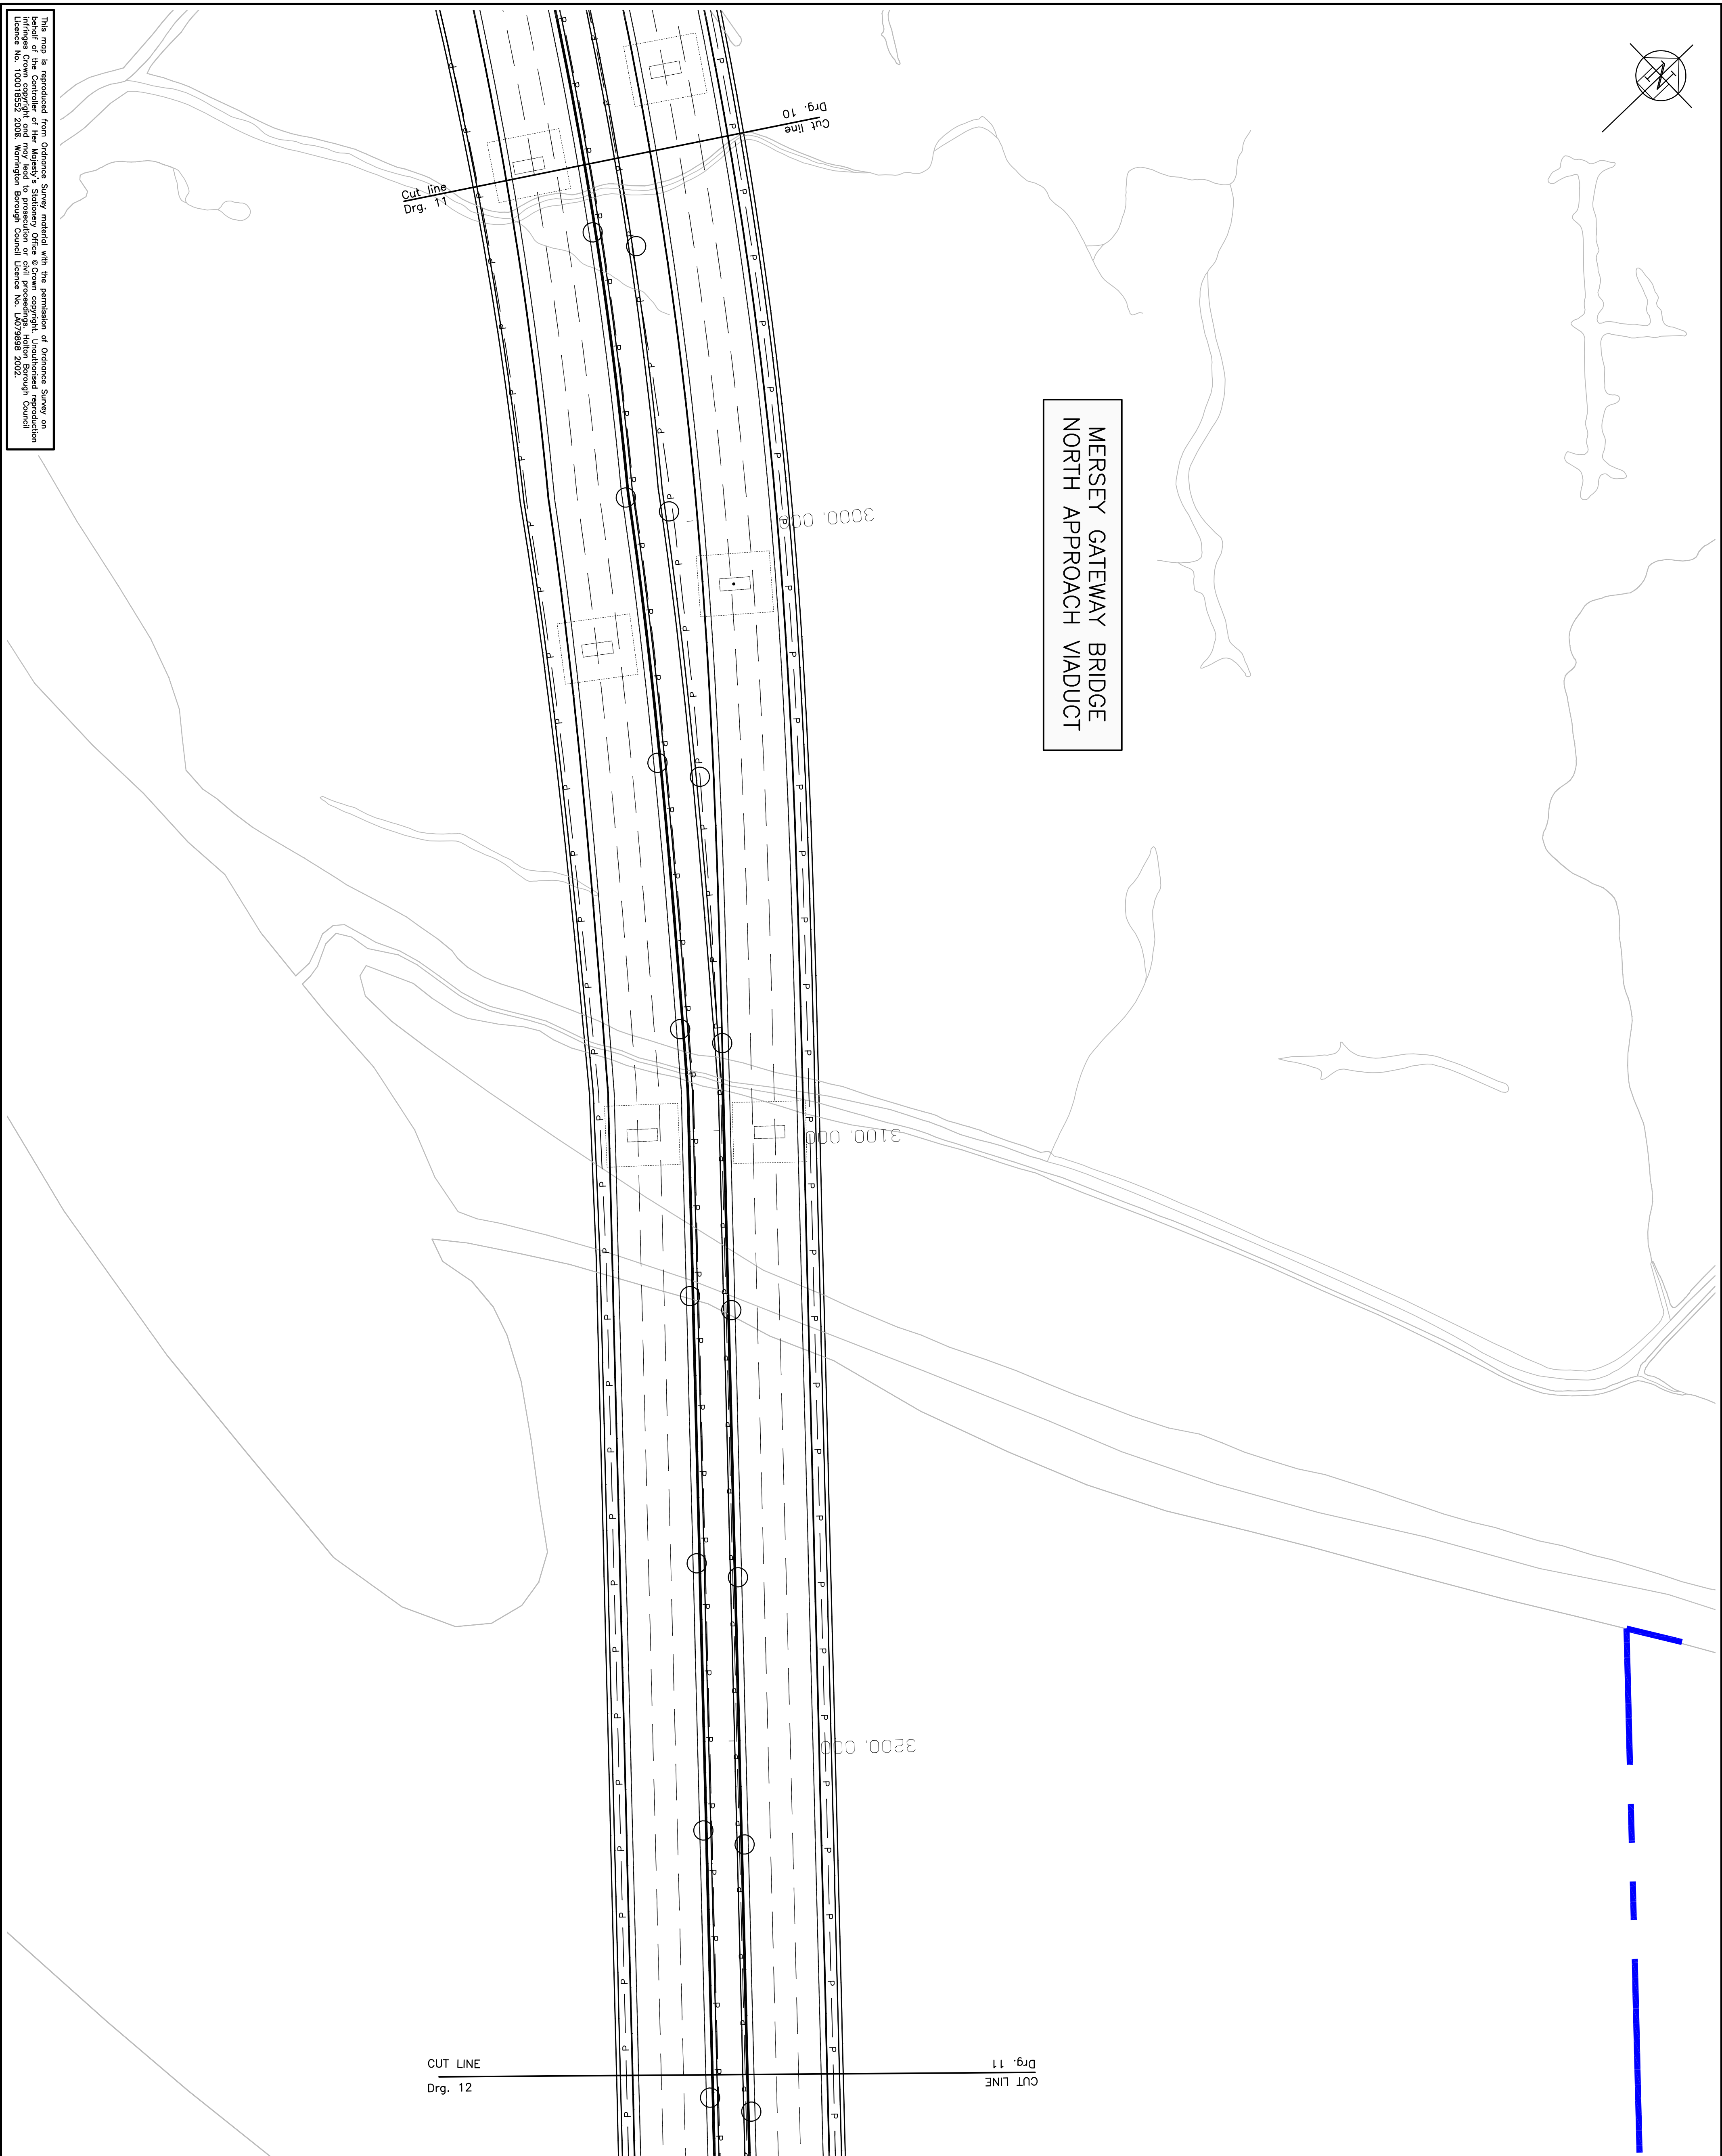 This map is reproduced from Ordnance Survey material with the permission of Ordnance Survey on
behalf of the Controller of Her Majesty's Stationery Office © Crown copyright. Unauthorised reproduction
infringes Crown copyright and may lead to prosecution or civil proceedings. Halton Borough Council
Licence No. 100018552 2008. Warrington Borough Council Licence No. LA079898 2002.
N
Cut line
Drg. 10
Cut line
Drg. 11
MERSEY GATEWAY BRIDGE
NORTH APPROACH VIADUCT
3000.000
3100.000
3200.000
CUT LINE
Drg. 12
CUT LINE
Drg. 11